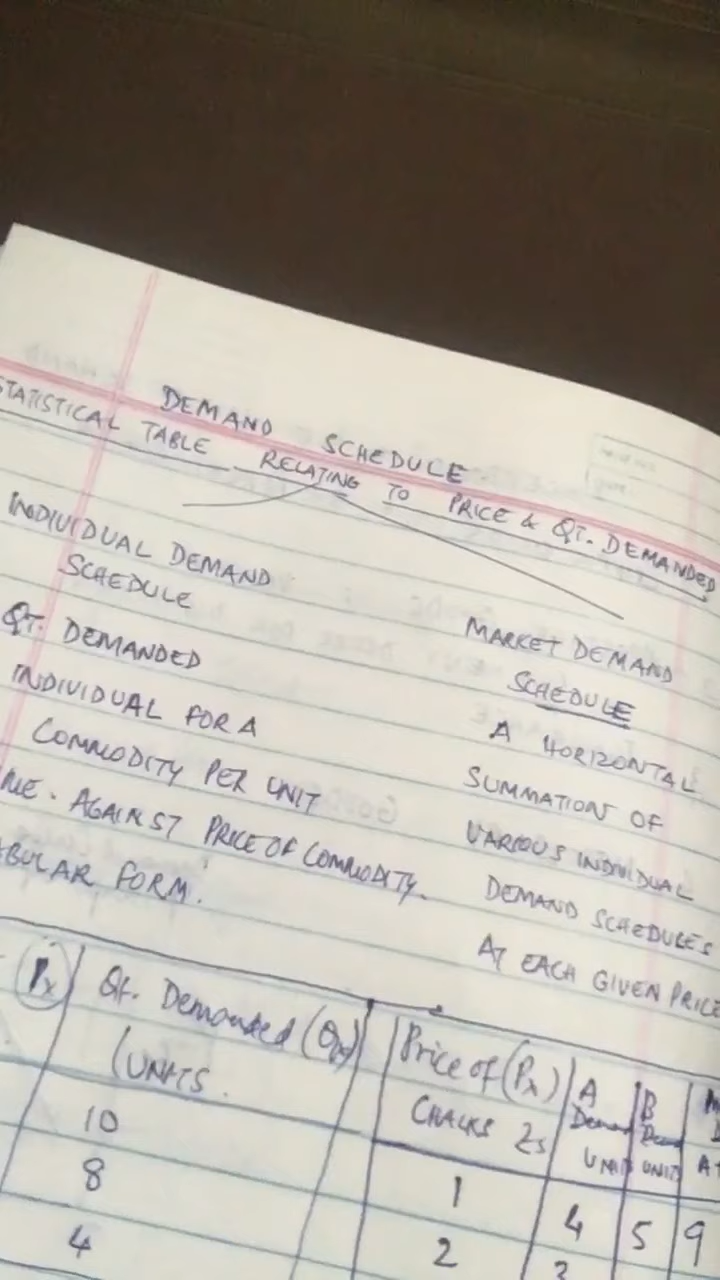 DEMAND SCHEDULE
STATISTICAL TABLE RELATING TO PRICE & QT. DEMANDED
INDIVIDUAL DEMAND
SCHEDULE
QT. DEMANDED
INDIVIDUAL FOR A
COMMODITY PER UNIT
AGAINST PRICE OF COMMODITY.
FORM.
MARKET DEMAND
SCHEDULE
A HORIZONTAL
SUMMATION OF
VARIOUS INDIVIDUAL
DEMAND SCHEDULES
AT EACH GIVEN PRICE
Px Qt. Demanded (Qx)
(UNITS.
10
8
4
Price of (Px) A B
CHALKS
UNIT UNIT
1 4 5 9
2 3